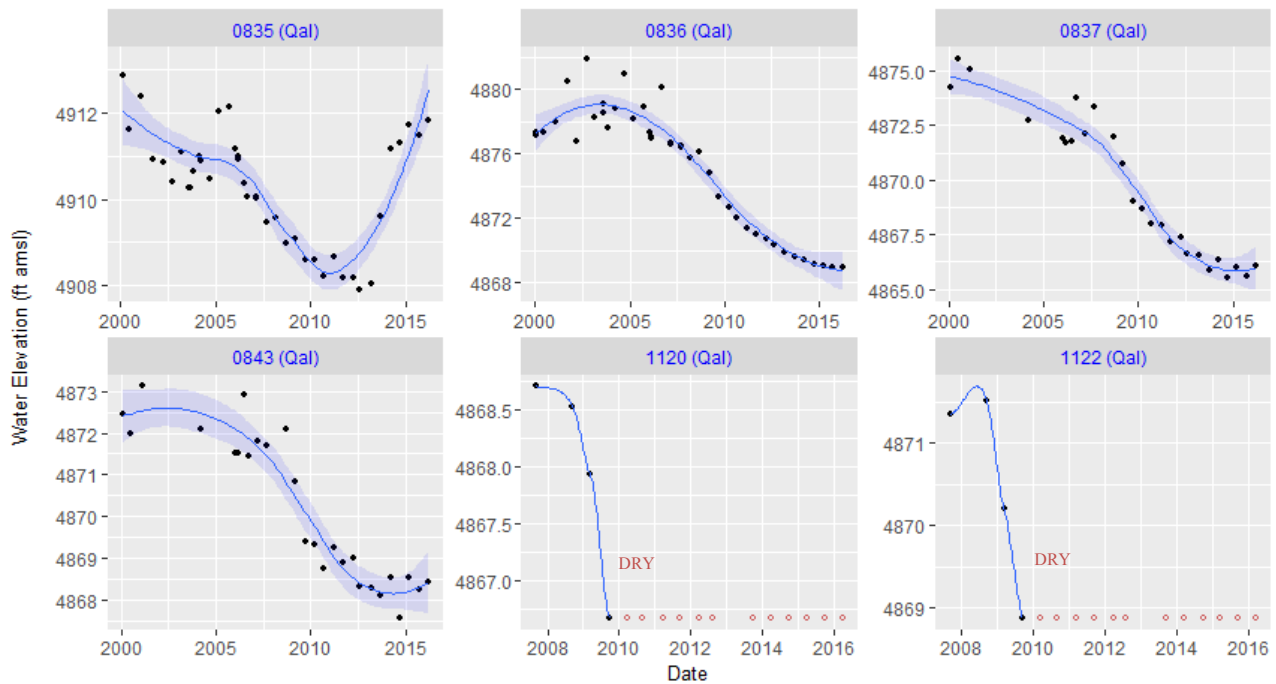 0835 (Qal)
0836 (Qal)
0837 (Qal)
4912
4910
4908
2000 2005 2010 2015
4880
4876
4872
4868
2000 2005 2010 2015
4875.0
4872.5
4870.0
4867.5
4865.0
2000 2005 2010 2015
Water Elevation (ft amsl)
0843 (Qal)
1120 (Qal)
1122 (Qal)
4873
4872
4871
4870
4869
4868
2000 2005 2010 2015
4868.5
4868.0
4867.5
4867.0
DRY
2008 2010 2012 2014 2016
4871
4870
4869
DRY
2008 2010 2012 2014 2016
Date